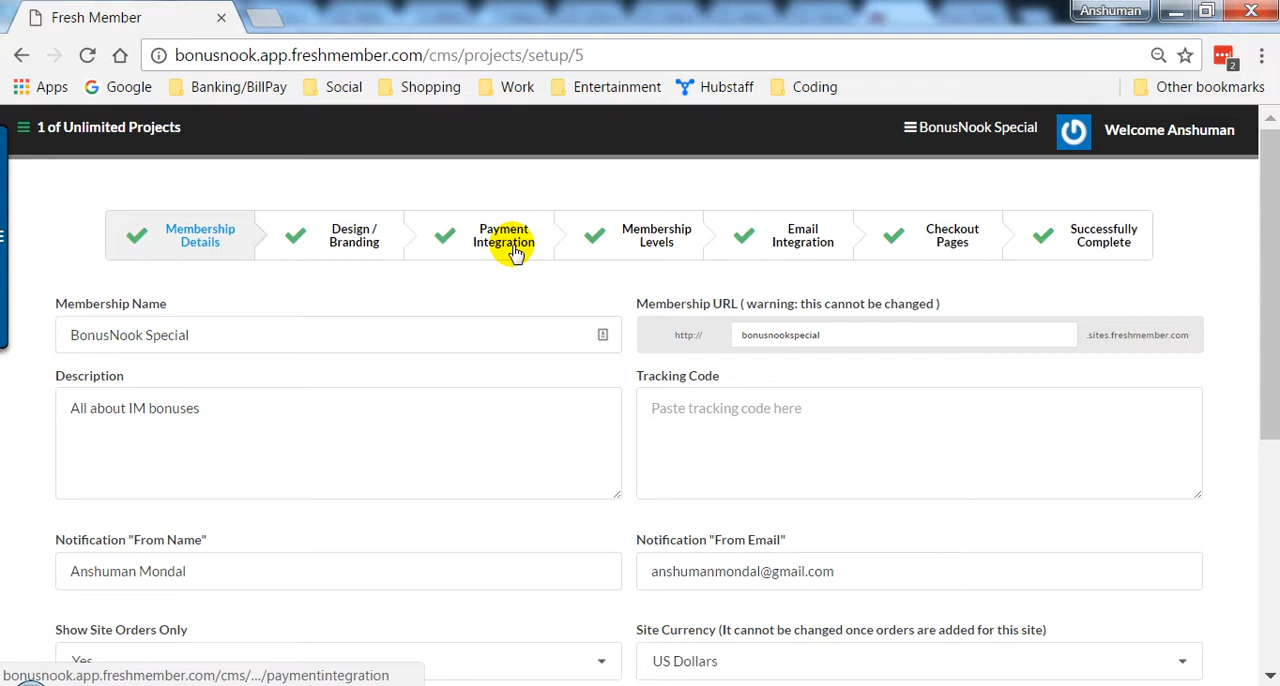 Fresh Member
Anshuman
bonusnook.app.freshmember.com/cms/projects/setup/5
2
Apps Google Banking/BillPay Social Shopping Work Entertainment Hubstaff Coding Other bookmarks
1 of Unlimited Projects
BonusNook Special
Welcome Anshuman
Membership Details
Design / Branding
Payment Integration
Membership Levels
Email Integration
Checkout Pages
Successfully Complete
Membership Name
Membership URL ( warning: this cannot be changed )
BonusNook Special
http:// bonusnookspecial .sites.freshmember.com
Description
Tracking Code
All about IM bonuses
Paste tracking code here
Notification "From Name"
Notification "From Email"
Anshuman Mondal
anshumanmondal@gmail.com
Show Site Orders Only
Site Currency (It cannot be changed once orders are added for this site)
Yes
US Dollars
bonusnook.app.freshmember.com/cms/.../paymentintegration